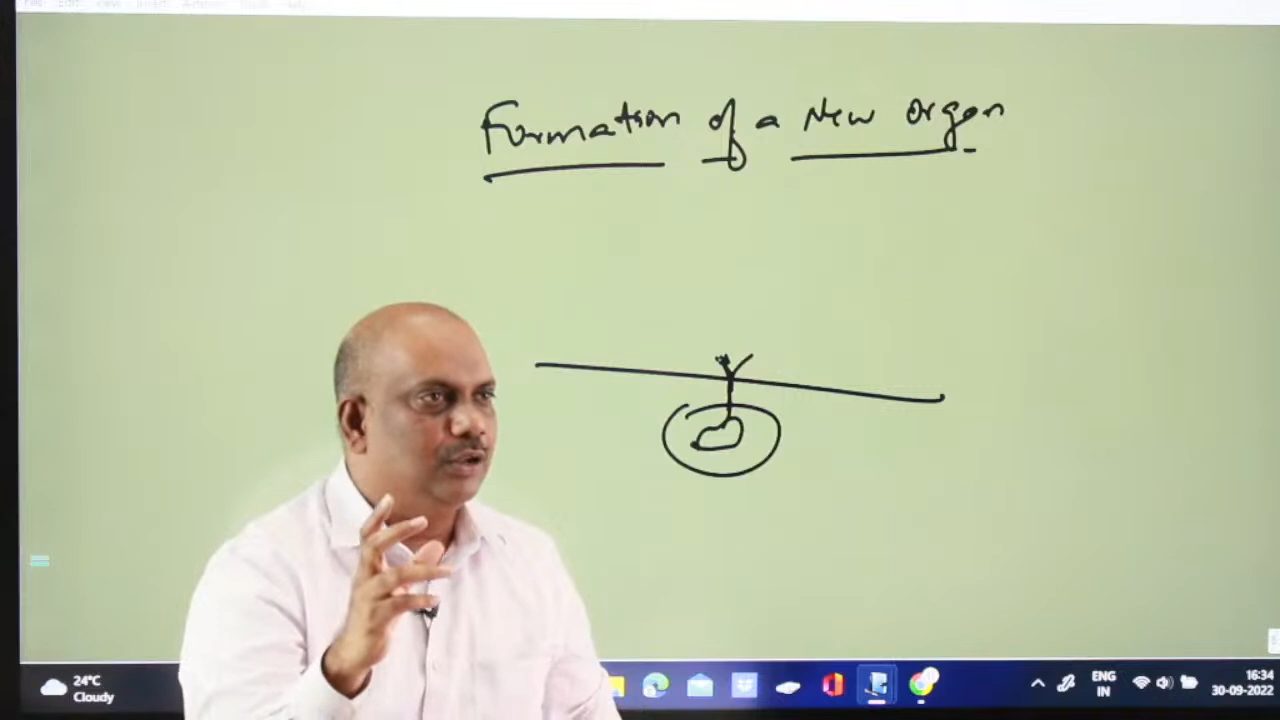 Formation of a New organ
24°C
Cloudy
ENG
IN
16:34
30-09-2022